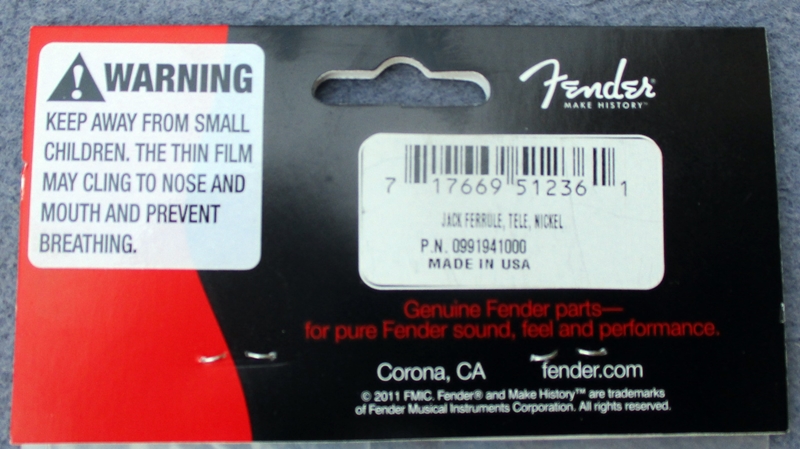 WARNING
KEEP AWAY FROM SMALL
CHILDREN. THE THIN FILM
MAY CLING TO NOSE AND
MOUTH AND PREVENT
BREATHING.
Fender
MAKE HISTORY™
7 17669 51236 1
JACK FERRULE, TELE, NICKEL
P.N. 0991941000
MADE IN USA
Genuine Fender parts—
for pure Fender sound, feel and performance.
Corona, CA fender.com
© 2011 FMIC. Fender® and Make History™ are trademarks
of Fender Musical Instruments Corporation. All rights reserved.